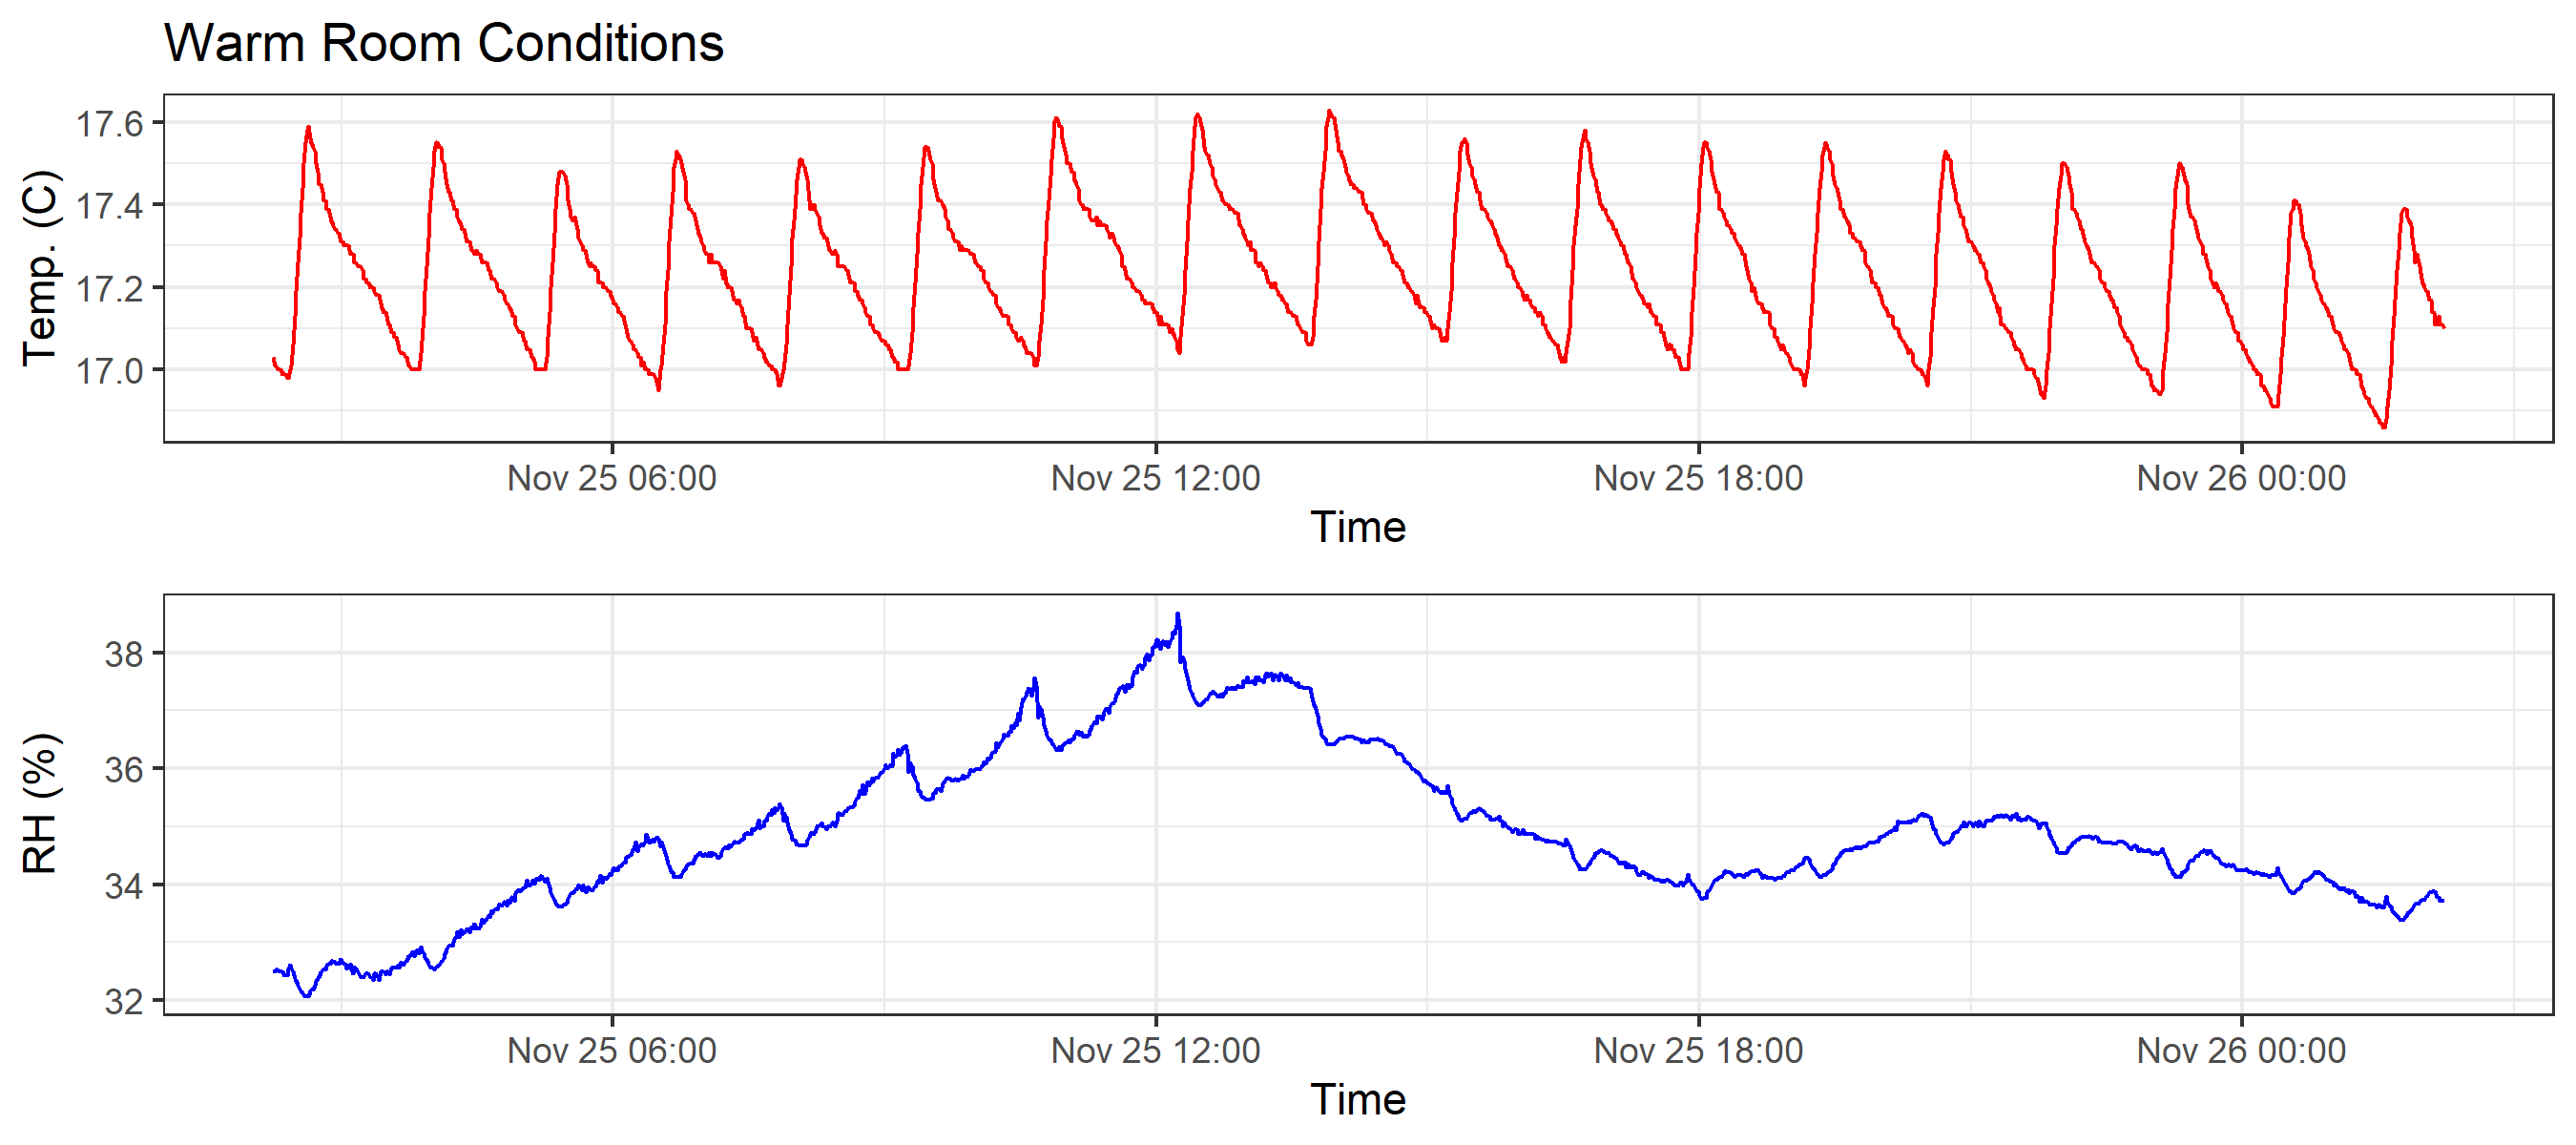 Warm Room Conditions
Temp. (C)
17.6
17.4
17.2
17.0
Nov 25 06:00 Nov 25 12:00 Nov 25 18:00 Nov 26 00:00
Time
RH (%)
38
36
34
32
Nov 25 06:00 Nov 25 12:00 Nov 25 18:00 Nov 26 00:00
Time